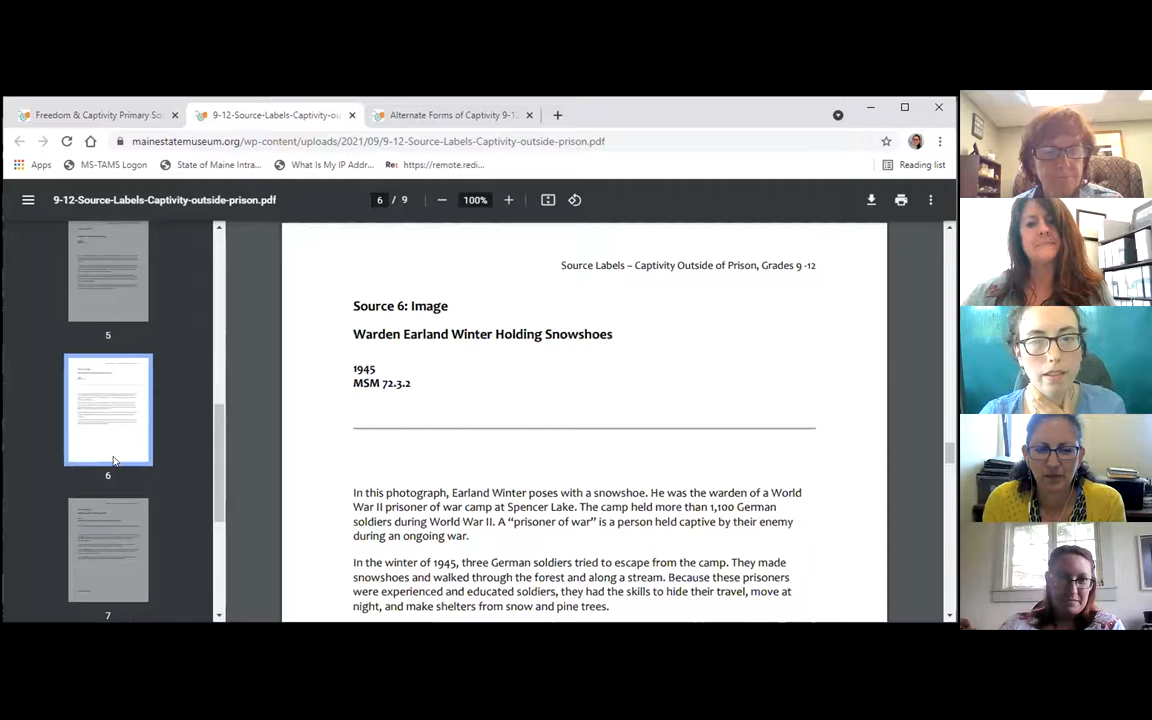 Freedom & Captivity Primary So
9-12-Source-Labels-Captivity-ou
Alternate Forms of Captivity 9-1
mainestatemuseum.org/wp-content/uploads/2021/09/9-12-Source-Labels-Captivity-outside-prison.pdf
Apps
MS-TAMS Logon
State of Maine Intra...
What Is My IP Addr...
Re: https://remote.redi...
Reading list
9-12-Source-Labels-Captivity-outside-prison.pdf
6 / 9
100%
5
6
7
Source Labels – Captivity Outside of Prison, Grades 9 -12
Source 6: Image
Warden Earland Winter Holding Snowshoes
1945
MSM 72.3.2
In this photograph, Earland Winter poses with a snowshoe. He was the warden of a World
War II prisoner of war camp at Spencer Lake. The camp held more than 1,100 German
soldiers during World War II. A “prisoner of war” is a person held captive by their enemy
during an ongoing war.
In the winter of 1945, three German soldiers tried to escape from the camp. They made
snowshoes and walked through the forest and along a stream. Because these prisoners
were experienced and educated soldiers, they had the skills to hide their travel, move at
night, and make shelters from snow and pine trees.